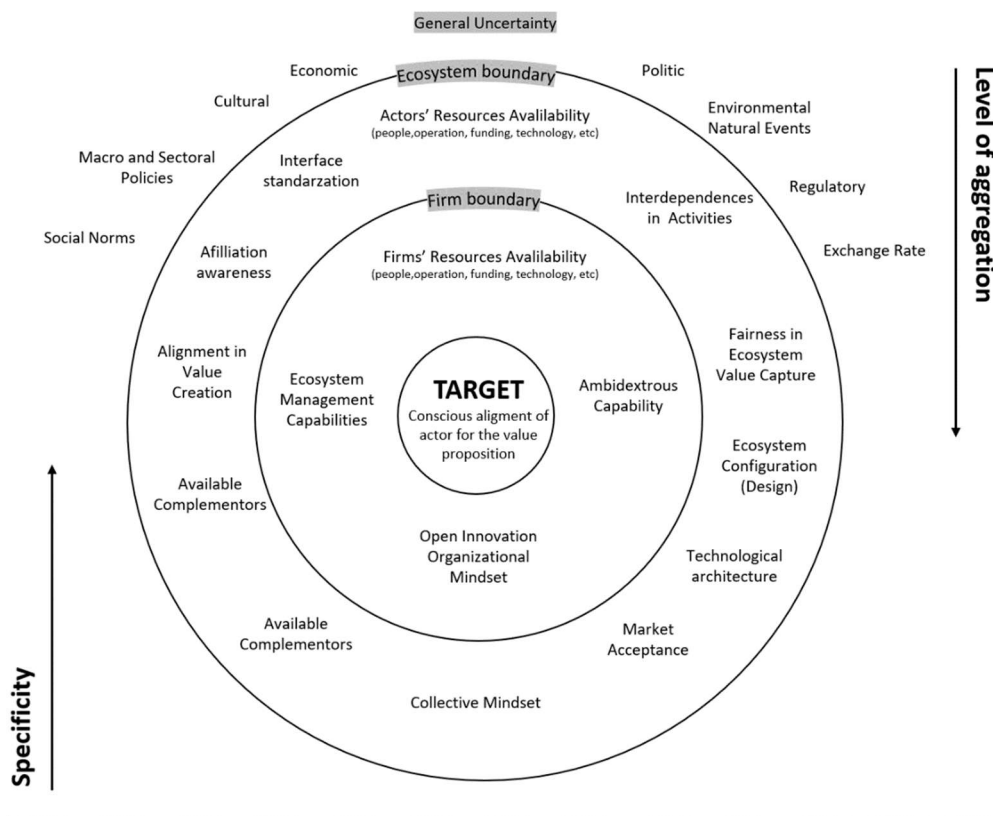 General Uncertainty
Economic
Ecosystem boundary
Politic
Cultural
Environmental
Natural Events
Actors' Resources Avalilability
(people,operation, funding, technology, etc)
Macro and Sectoral
Policies
Interface
standarzation
Regulatory
Firm boundary
Interdependences
in Activities
Social Norms
Exchange Rate
Afilliation
awareness
Firms' Resources Avalilability
(people,operation, funding, technology, etc)
Alignment in
Value
Creation
Fairness in
Ecosystem
Value Capture
Ecosystem
Management
Capabilities
TARGET
Conscious aligment of
actor for the value
proposition
Ambidextrous
Capability
Ecosystem
Configuration
(Design)
Available
Complementors
Open Innovation
Organizational
Mindset
Technological
architecture
Available
Complementors
Market
Acceptance
Collective Mindset
Specificity
Level of aggregation